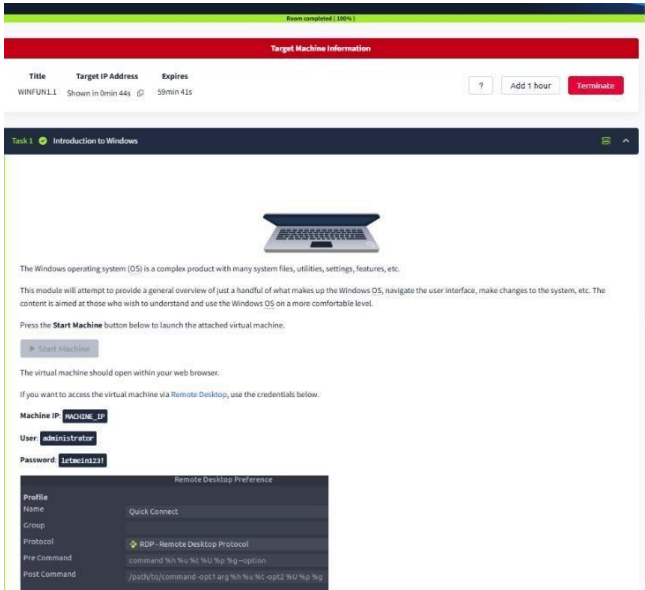 Room completed ( 100% )
Target Machine Information
Title Target IP Address Expires
WINFUN1.1 Shown in 0min 44s 59min 41s
? Add 1 hour Terminate
Task 1 Introduction to Windows
The Windows operating system (OS) is a complex product with many system files, utilities, settings, features, etc.
This module will attempt to provide a general overview of just a handful of what makes up the Windows OS, navigate the user interface, make changes to the system, etc. The
content is aimed at those who wish to understand and use the Windows OS on a more comfortable level.
Press the Start Machine button below to launch the attached virtual machine.
Start Machine
The virtual machine should open within your web browser.
If you want to access the virtual machine via Remote Desktop, use the credentials below.
Machine IP: MACHINE_IP
User: administrator
Password: letmein123!
Remote Desktop Preference
Profile
Name Quick Connect
Group
Protocol RDP - Remote Desktop Protocol
Pre Command command %h %u %t %U %p %g --option
Post Command /path/to/command -opt1 arg %h %u %t -opt2 %U %p %g